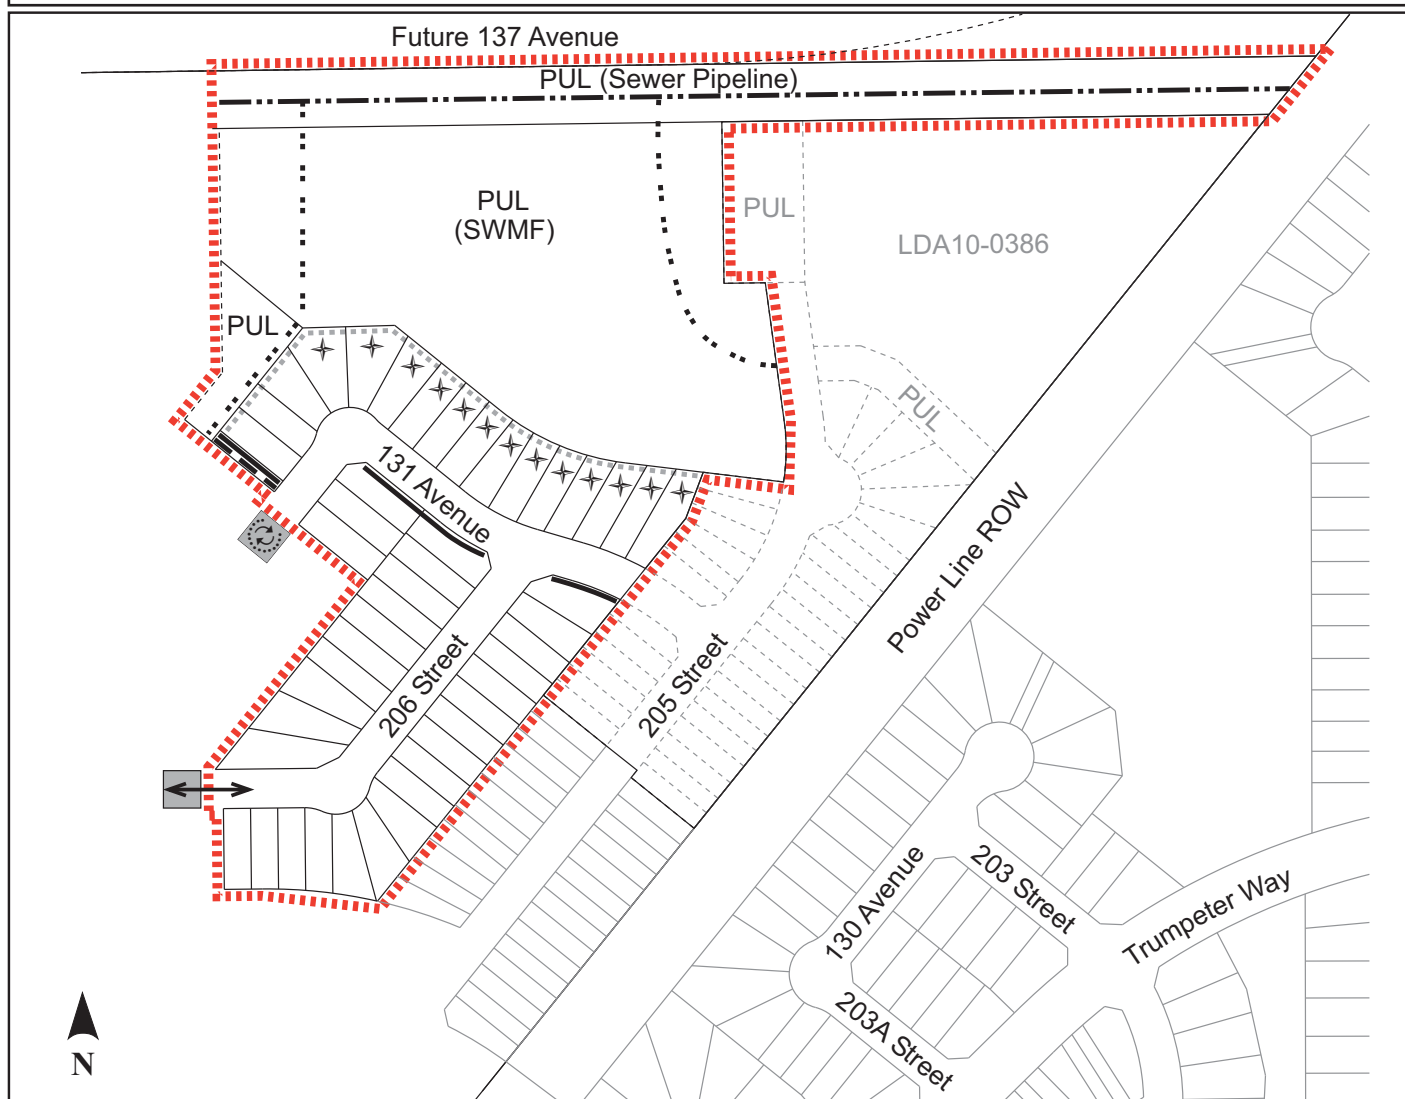 Future 137 Avenue
PUL (Sewer Pipeline)
PUL
(SWMF)
PUL
LDA10-0386
PUL
PUL
131 Avenue
206 Street
205 Street
Power Line ROW
130 Avenue
203 Street
203A Street
Trumpeter Way
N